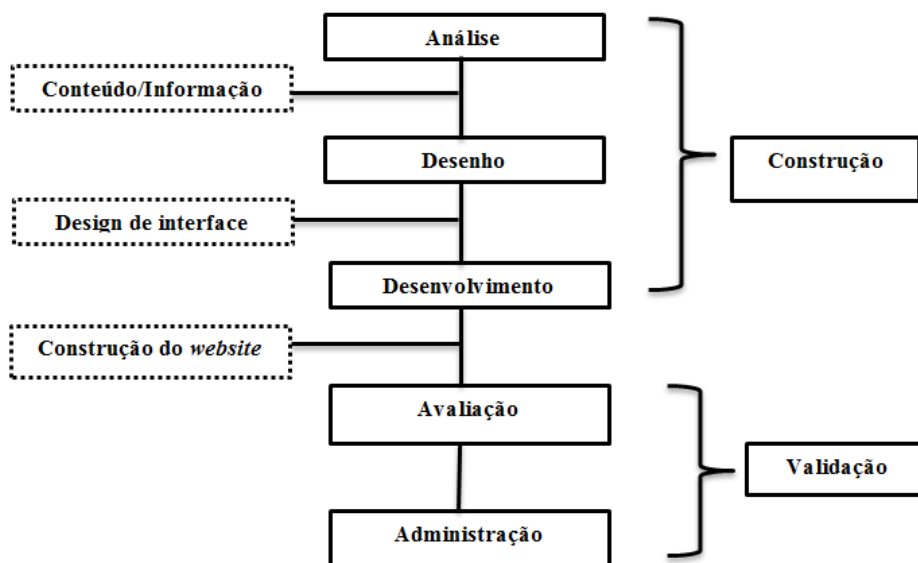 Análise
Conteúdo/Informação
Desenho
Construção
Design de interface
Desenvolvimento
Construção do website
Avaliação
Validação
Administração